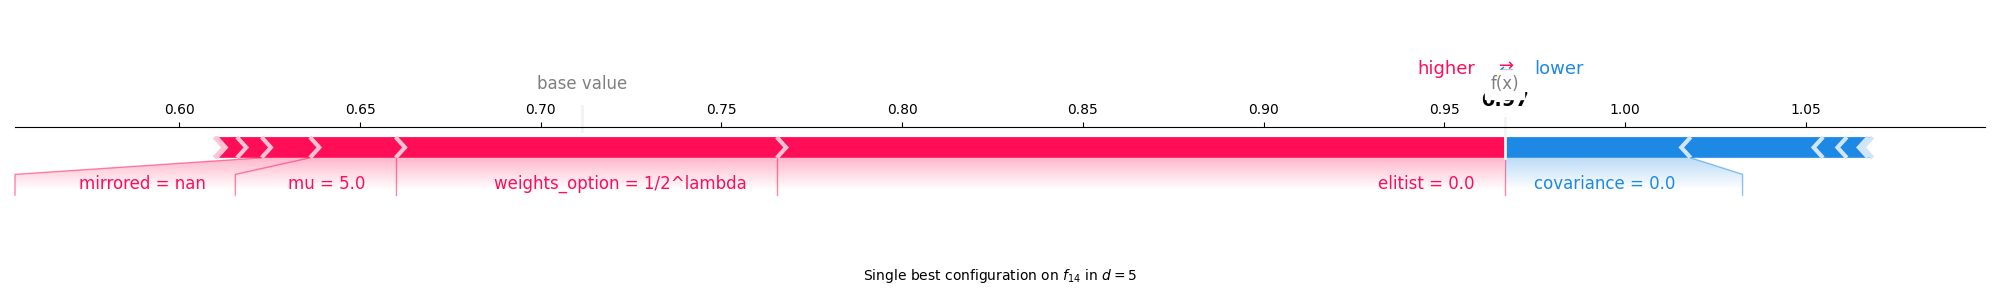 higher ⇄ lower
base value f(x)
0.60 0.65 0.70 0.75 0.80 0.85 0.90 0.95 0.97 1.00 1.05
mirrored = nan mu = 5.0 weights_option = 1/2^lambda elitist = 0.0 covariance = 0.0
Single best configuration on f₁₄ in d = 5